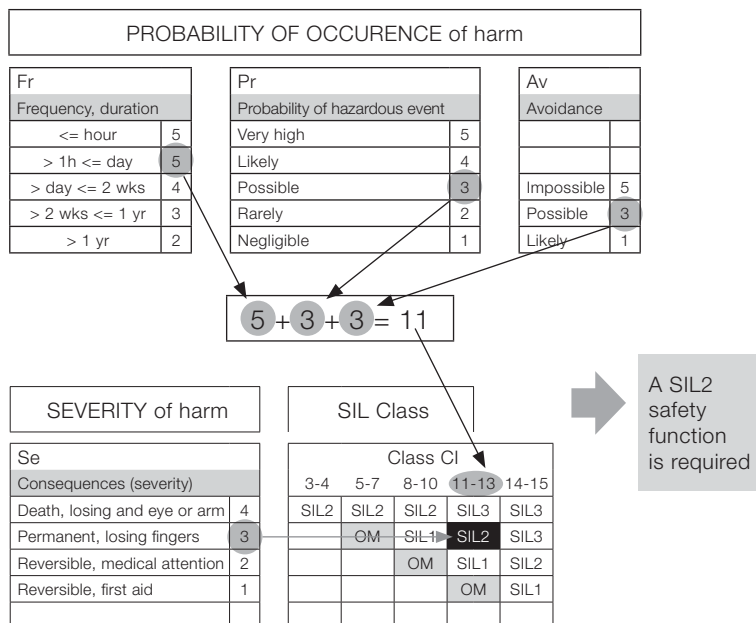 PROBABILITY OF OCCURENCE of harm
Fr
Frequency, duration
<= hour 5
> 1h <= day 5
> day <= 2 wks 4
> 2 wks <= 1 yr 3
> 1 yr 2
Pr
Probability of hazardous event
Very high 5
Likely 4
Possible 3
Rarely 2
Negligible 1
Av
Avoidance
Impossible 5
Possible 3
Likely 1
5+3+3= 11
A SIL2
safety
function
is required
SEVERITY of harm
SIL Class
Se
Consequences (severity)
Death, losing and eye or arm 4
Permanent, losing fingers 3
Reversible, medical attention 2
Reversible, first aid 1
Class CI
3-4 5-7 8-10 11-13 14-15
SIL2 SIL2 SIL2 SIL3 SIL3
OM SIL1 SIL2 SIL3
OM SIL1 SIL2
OM SIL1